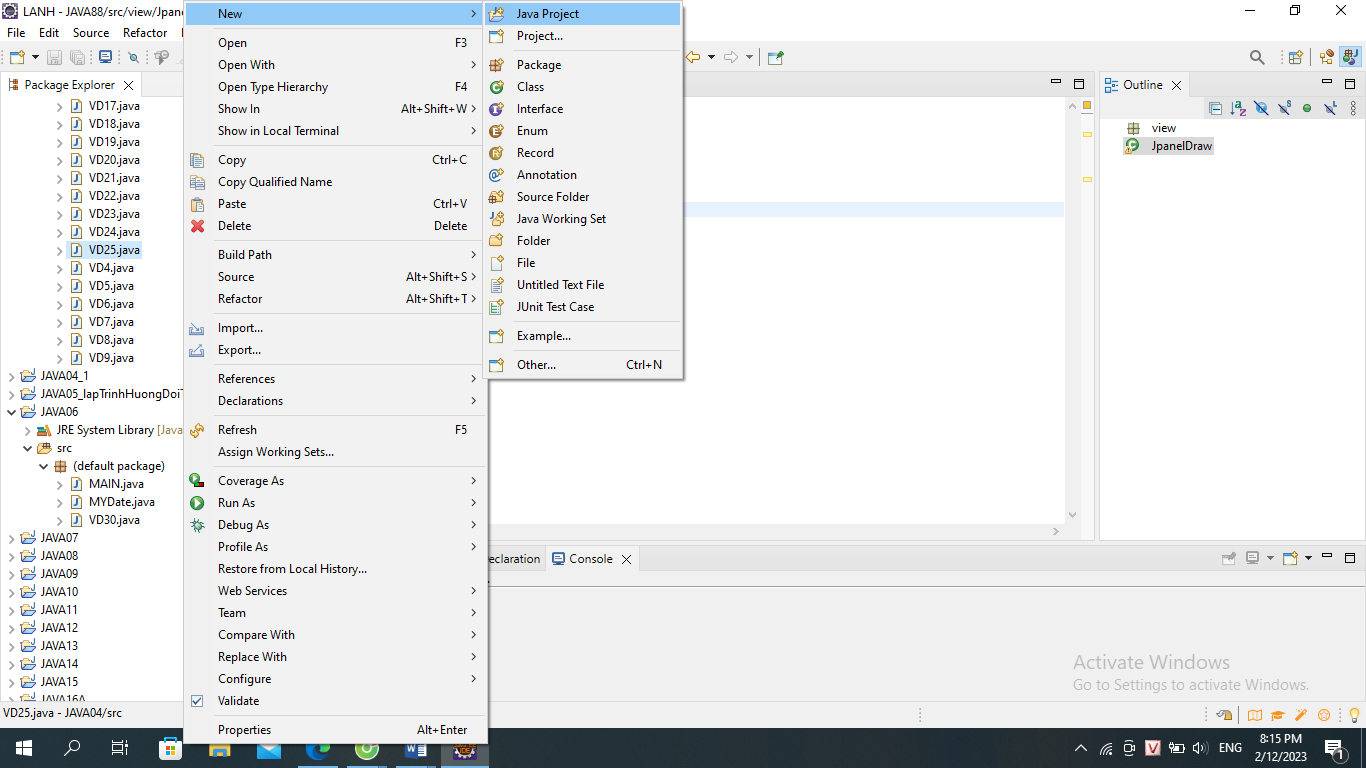 LANH - JAVA88/src/view/Jpan
File Edit Source Refactor
Package Explorer
VD17.java
VD18.java
VD19.java
VD20.java
VD21.java
VD22.java
VD23.java
VD24.java
VD25.java
VD4.java
VD5.java
VD6.java
VD7.java
VD8.java
VD9.java
JAVA04_1
JAVA05_lapTrinhHuongDoiT
JAVA06
JRE System Library [Java
src
(default package)
MAIN.java
MYDate.java
VD30.java
JAVA07
JAVA08
JAVA09
JAVA10
JAVA11
JAVA12
JAVA13
JAVA14
JAVA15
JAVA16A
VD25.java - JAVA04/src
New
Open F3
Open With
Open Type Hierarchy F4
Show In Alt+Shift+W
Show in Local Terminal
Copy Ctrl+C
Copy Qualified Name
Paste Ctrl+V
Delete Delete
Build Path
Source Alt+Shift+S
Refactor Alt+Shift+T
Import...
Export...
References
Declarations
Refresh F5
Assign Working Sets...
Coverage As
Run As
Debug As
Profile As
Restore from Local History...
Web Services
Team
Compare With
Replace With
Configure
Validate
Properties Alt+Enter
Java Project
Project...
Package
Class
Interface
Enum
Record
Annotation
Source Folder
Java Working Set
Folder
File
Untitled Text File
JUnit Test Case
Example...
Other... Ctrl+N
Outline
view
JpanelDraw
eclaration Console
Activate Windows
Go to Settings to activate Windows.
ENG
8:15 PM
2/12/2023
1